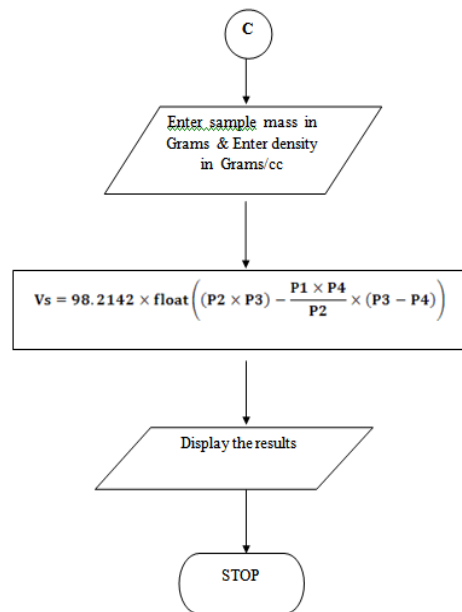 C
Enter sample mass in
Grams & Enter density
in Grams/cc
Vs = 98.2142 × float((P2 × P3) − P1 × P4 / P2 × (P3 − P4))
Display the results
STOP